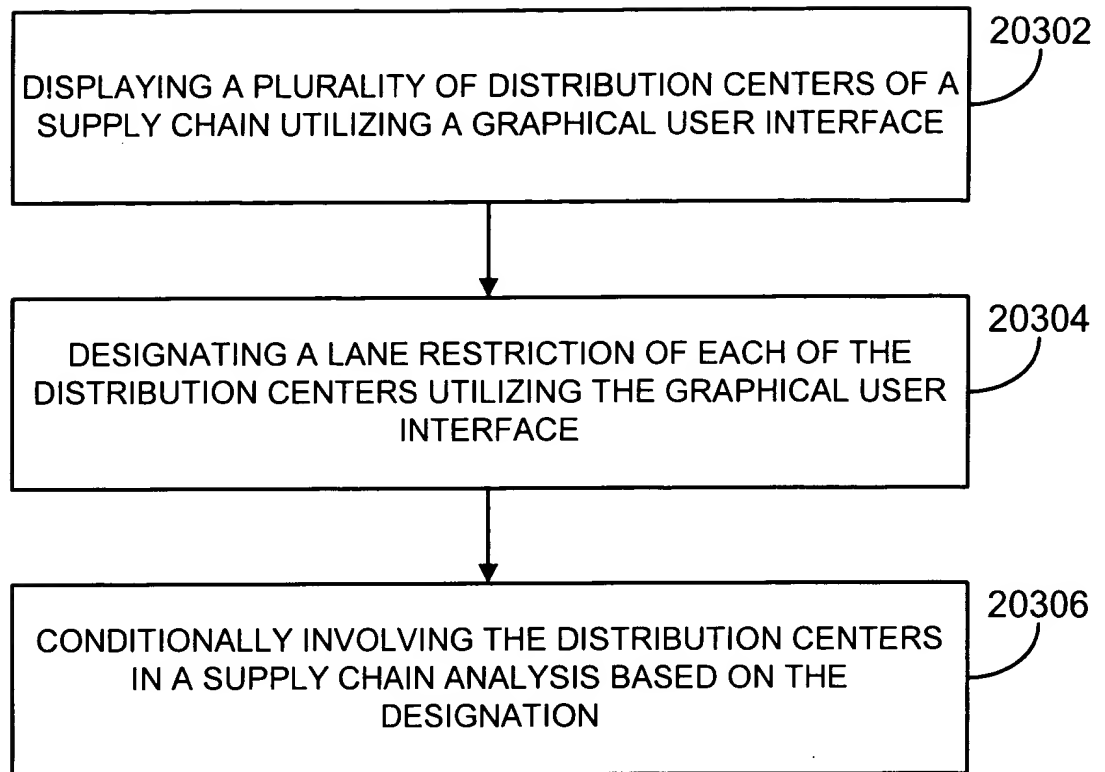 20302
DISPLAYING A PLURALITY OF DISTRIBUTION CENTERS OF A
SUPPLY CHAIN UTILIZING A GRAPHICAL USER INTERFACE
20304
DESIGNATING A LANE RESTRICTION OF EACH OF THE
DISTRIBUTION CENTERS UTILIZING THE GRAPHICAL USER
INTERFACE
20306
CONDITIONALLY INVOLVING THE DISTRIBUTION CENTERS
IN A SUPPLY CHAIN ANALYSIS BASED ON THE
DESIGNATION